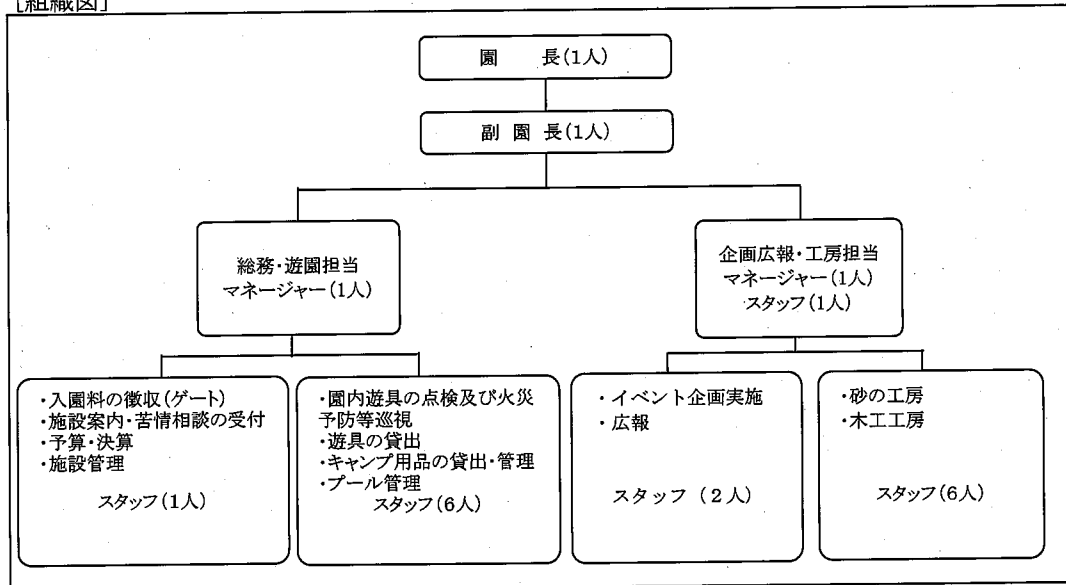 [組織図]
園 長(1人)
副 園 長(1人)
総務・遊園担当
マネージャー(1人)
企画広報・工房担当
マネージャー(1人)
スタッフ(1人)
・入園料の徴収(ゲート)
・施設案内・苦情相談の受付
・予算・決算
・施設管理
スタッフ(1人)
・園内遊具の点検及び火災
予防等巡視
・遊具の貸出
・キャンプ用品の貸出・管理
・プール管理
スタッフ(6人)
・イベント企画実施
・広報
スタッフ(2人)
・砂の工房
・木工工房
スタッフ(6人)